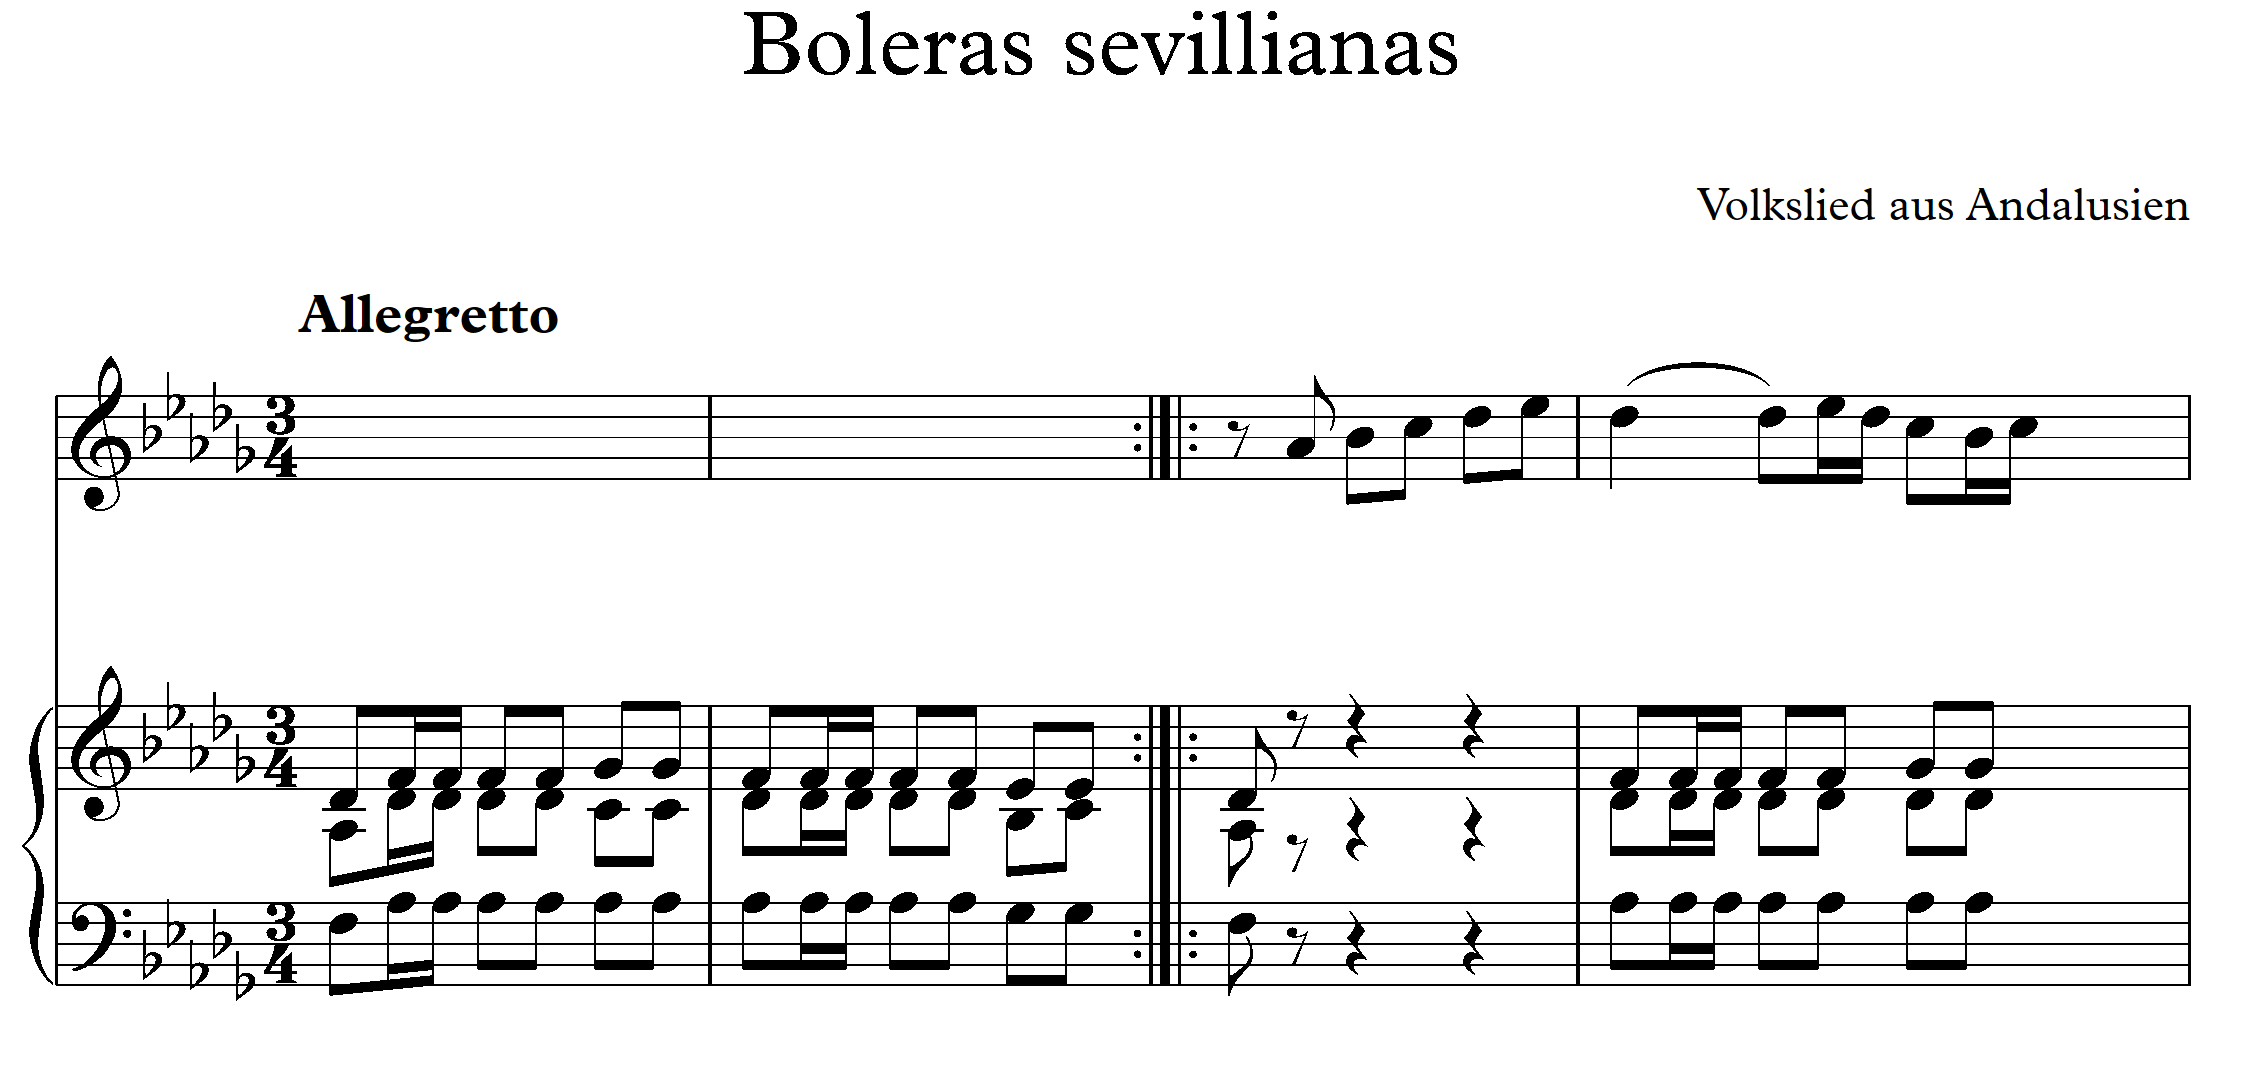 Boleras sevillianas
Volkslied aus Andalusien
Allegretto